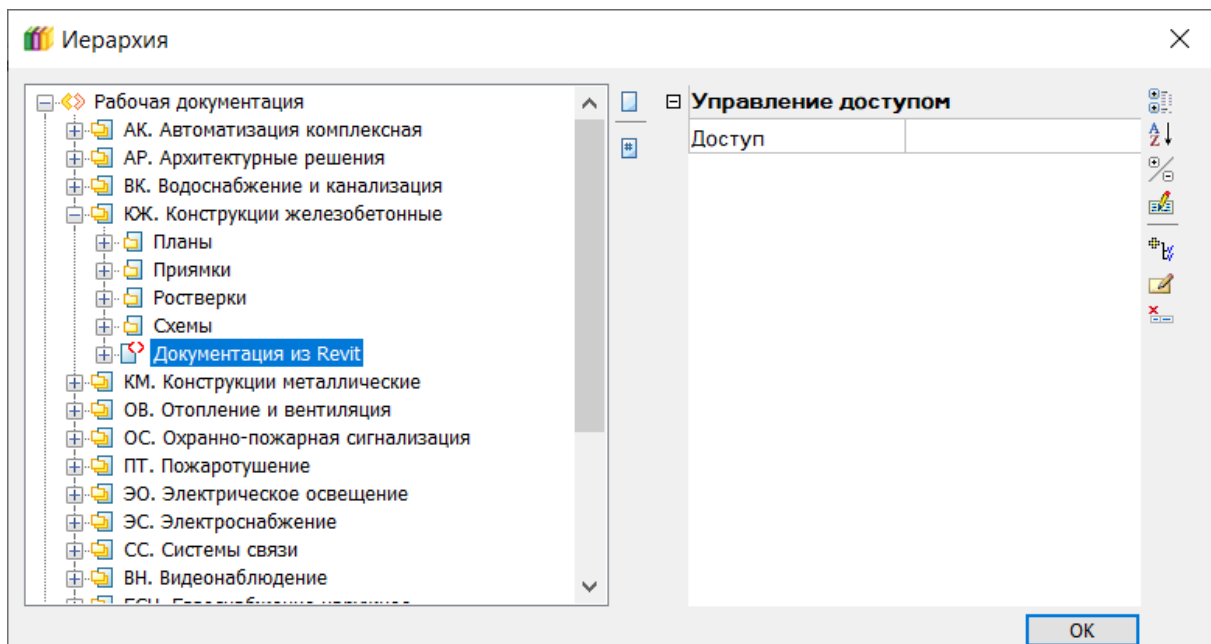 Иерархия
Рабочая документация
АК. Автоматизация комплексная
АР. Архитектурные решения
ВК. Водоснабжение и канализация
КЖ. Конструкции железобетонные
Планы
Приямки
Ростверки
Схемы
Документация из Revit
КМ. Конструкции металлические
ОВ. Отопление и вентиляция
ОС. Охранно-пожарная сигнализация
ПТ. Пожаротушение
ЭО. Электрическое освещение
ЭС. Электроснабжение
СС. Системы связи
ВН. Видеонаблюдение
Управление доступом
Доступ
OK